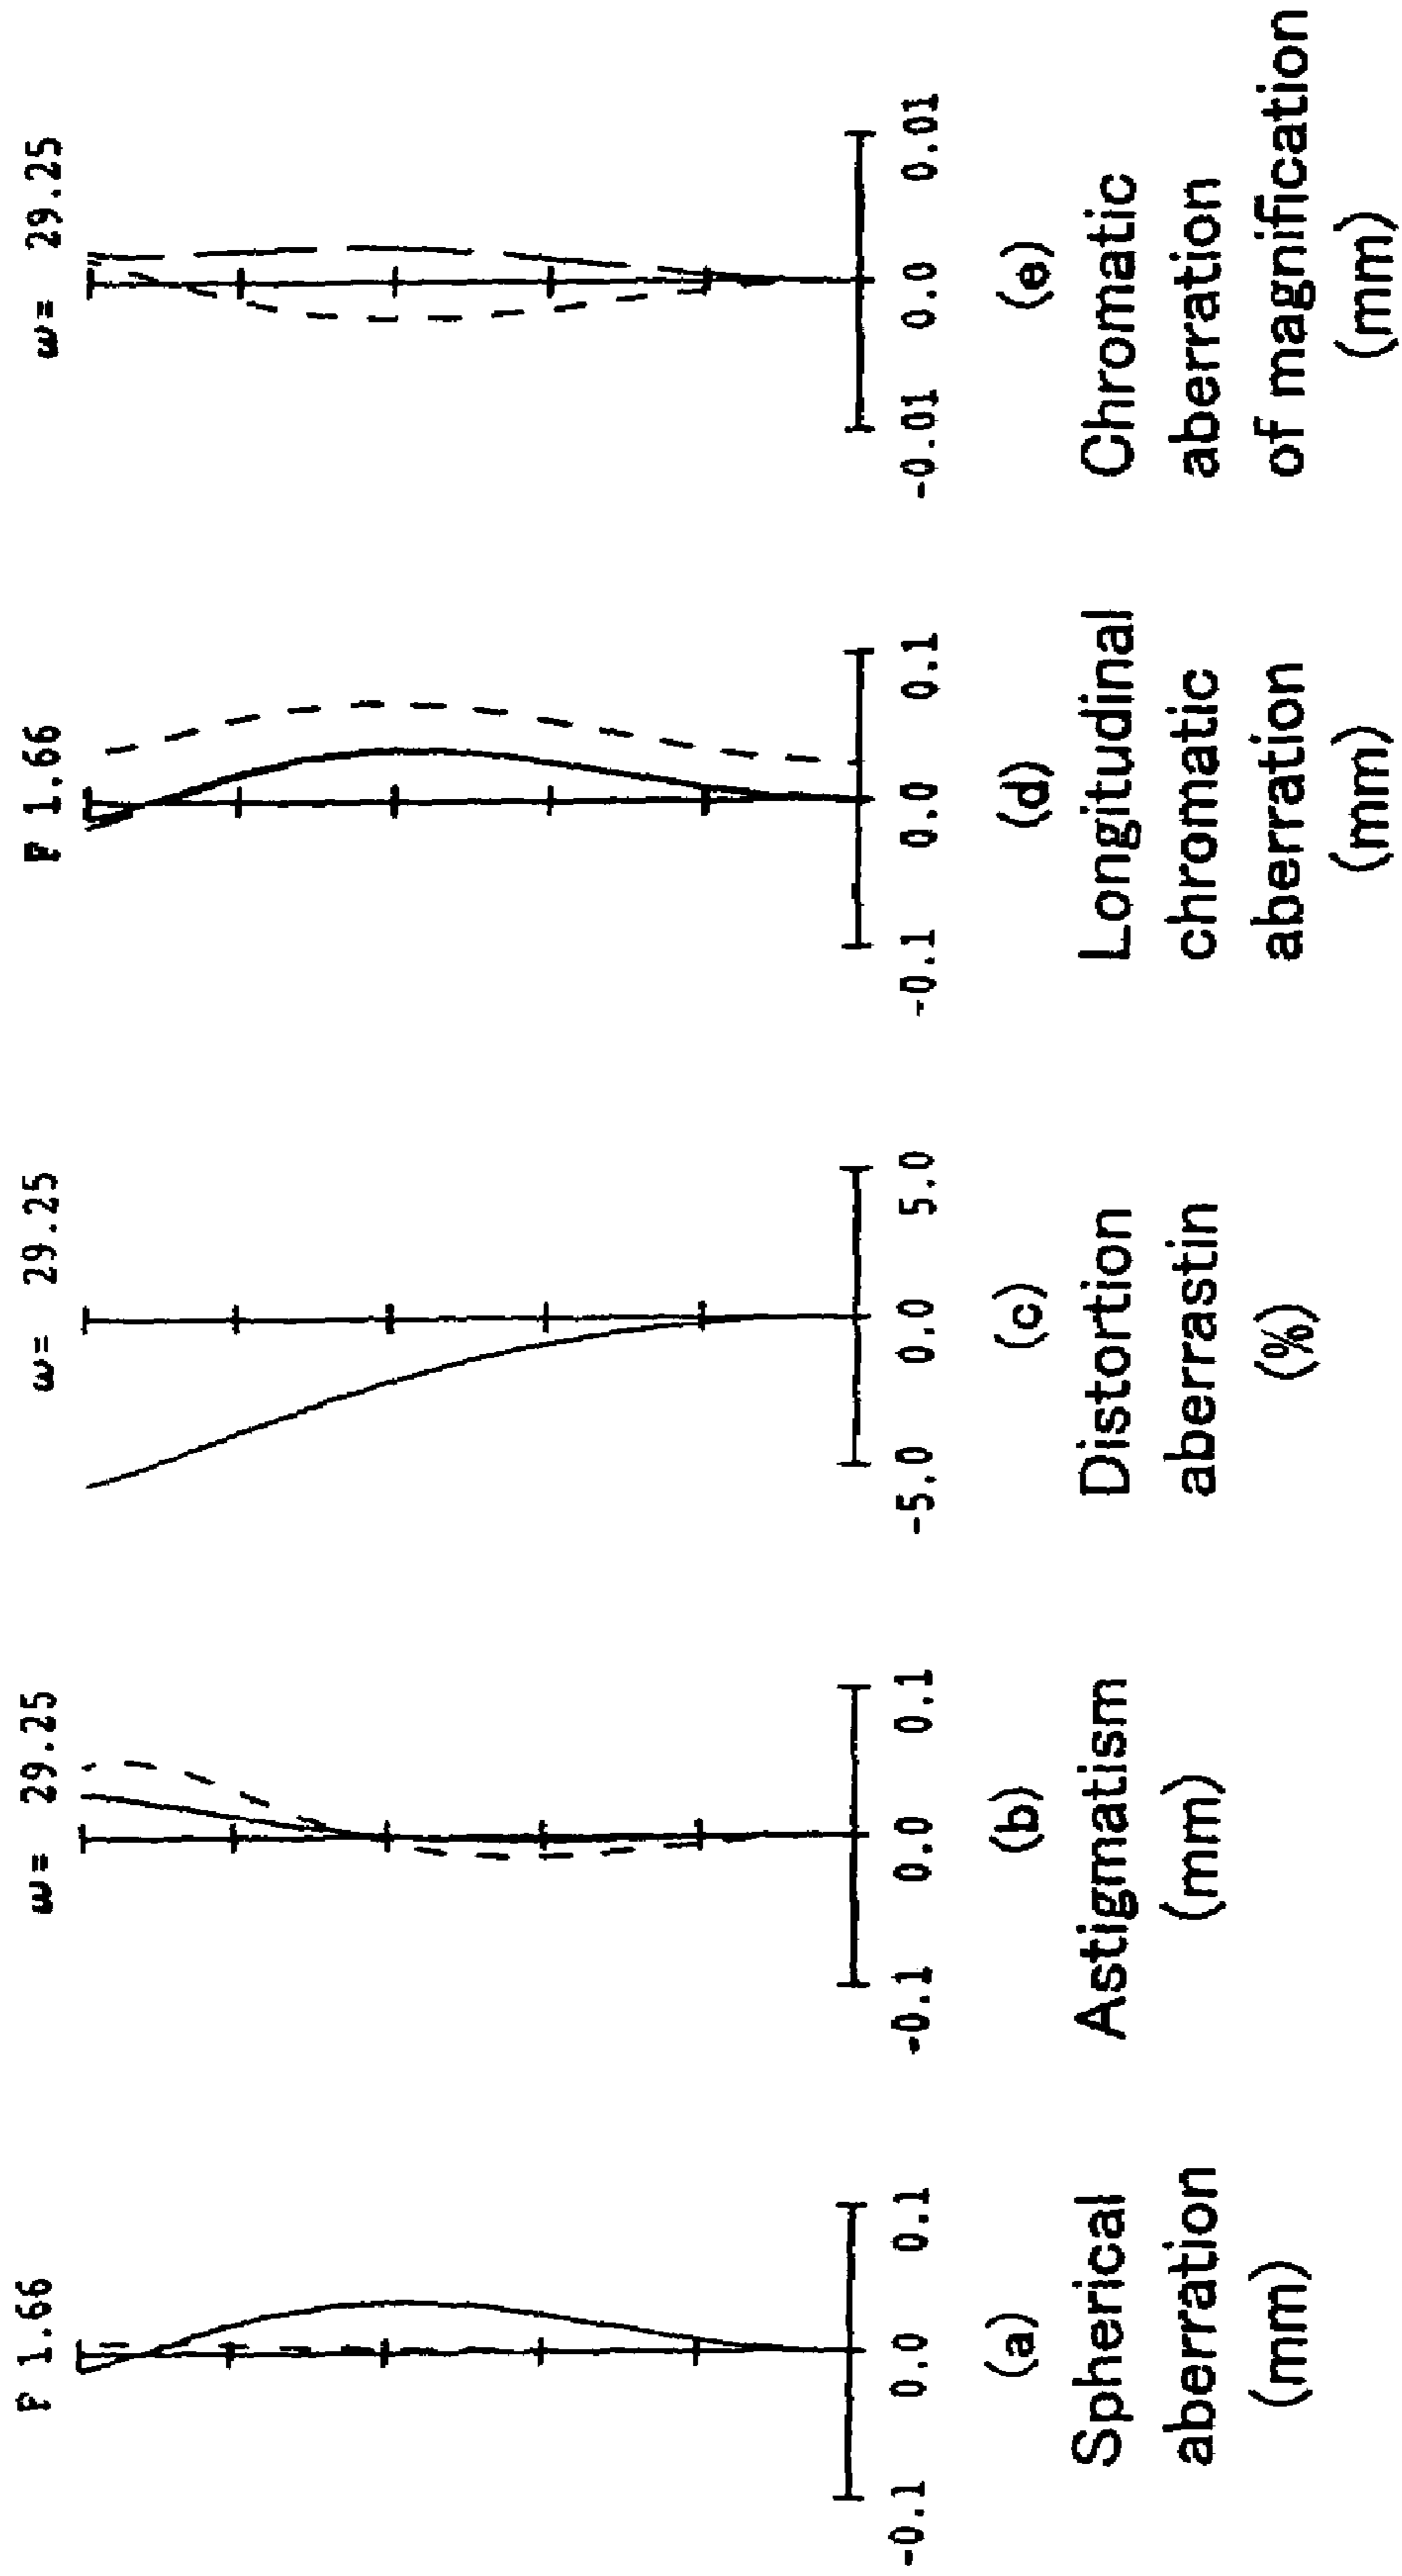 F 1.66
-0.1 0.0 0.1
(a)
Spherical
aberration
(mm)
ω= 29.25
-0.1 0.0 0.1
(b)
Astigmatism
(mm)
ω= 29.25
-5.0 0.0 5.0
(c)
Distortion
aberrastin
(%)
F 1.66
-0.1 0.0 0.1
(d)
Longitudinal
chromatic
aberration
(mm)
ω= 29.25
-0.01 0.0 0.01
(e)
Chromatic
aberration
of magnification
(mm)